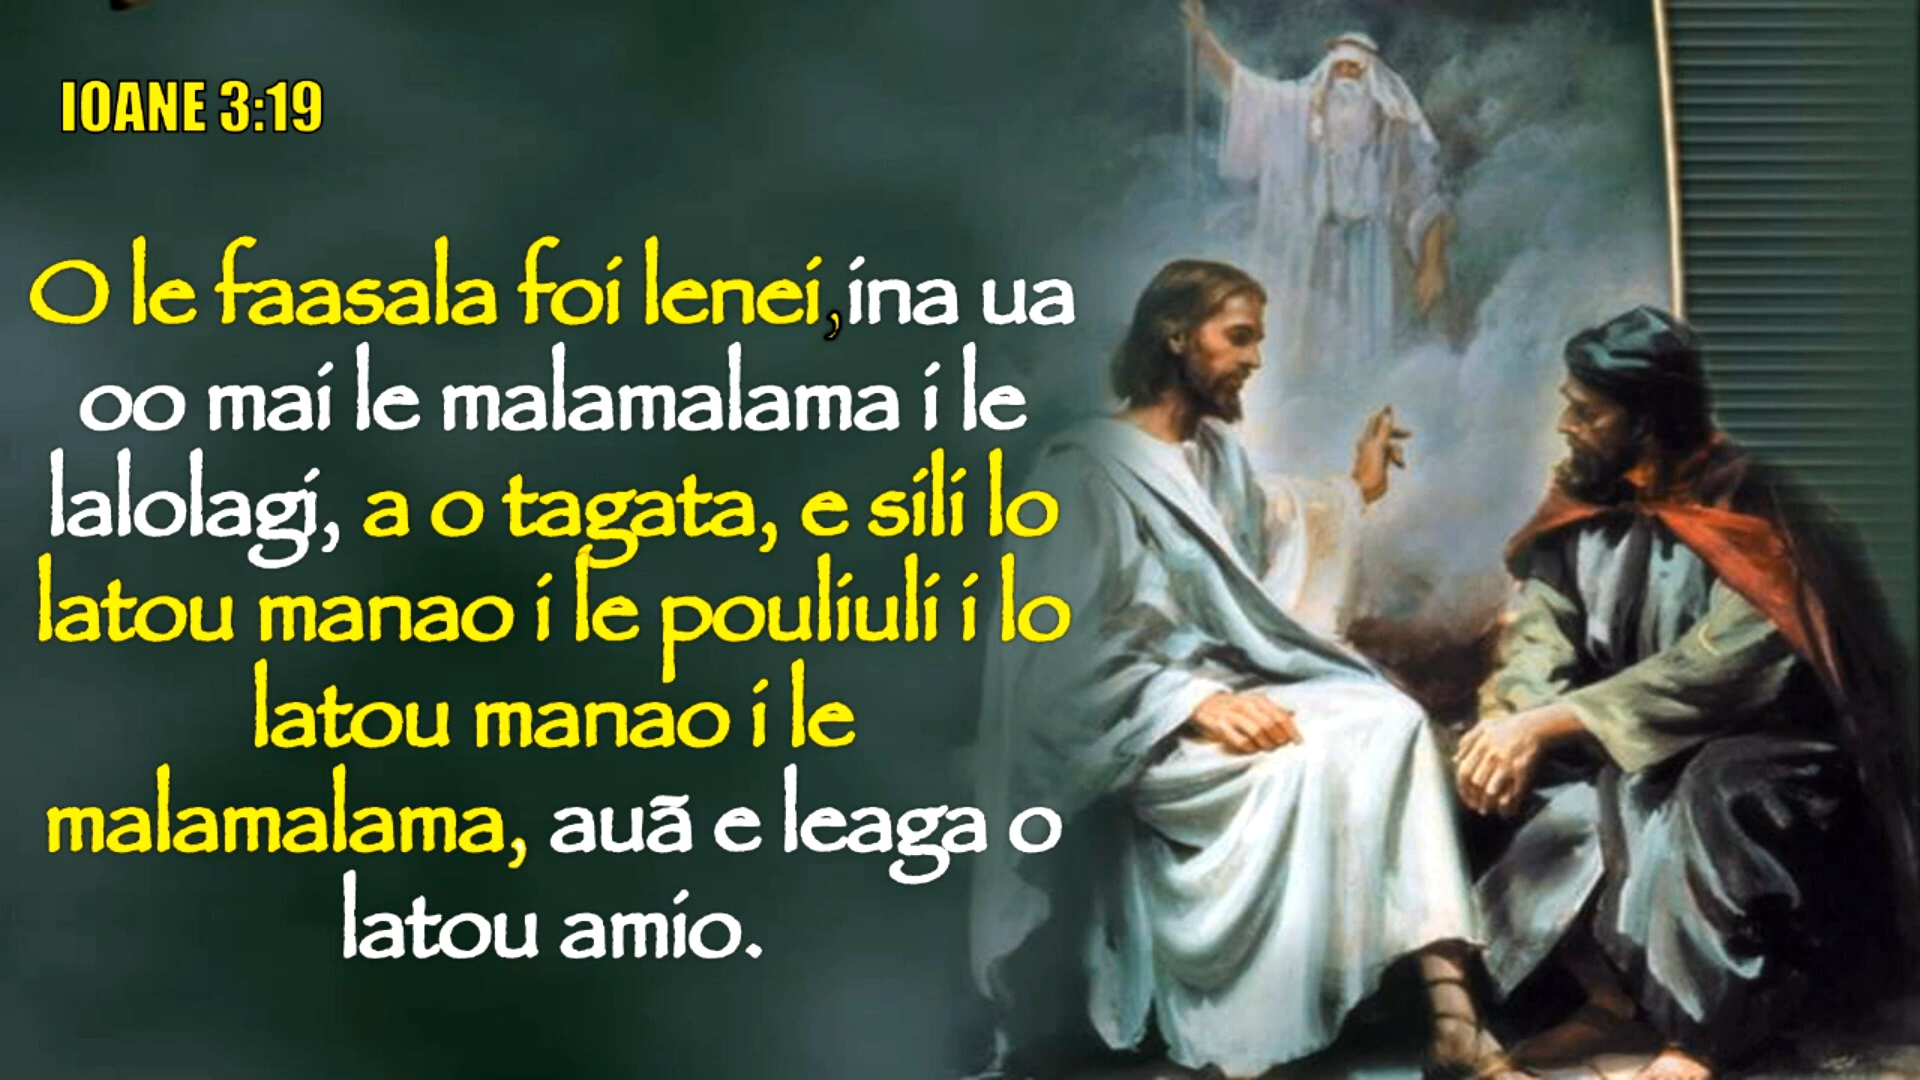 IOANE 3:19
O le faasala foi lenei,ina ua
oo mai le malamalama i le
lalolagi, a o tagata, e sili lo
latou manao i le pouliuli i lo
latou manao i le
malamalama, auã e leaga o
latou amio.